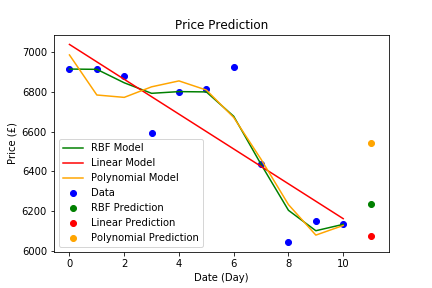 Price Prediction
7000
6800
6600
6400
6200
6000
Price (£)
RBF Model
Linear Model
Polynomial Model
Data
RBF Prediction
Linear Prediction
Polynomial Prediction
0 2 4 6 8 10
Date (Day)